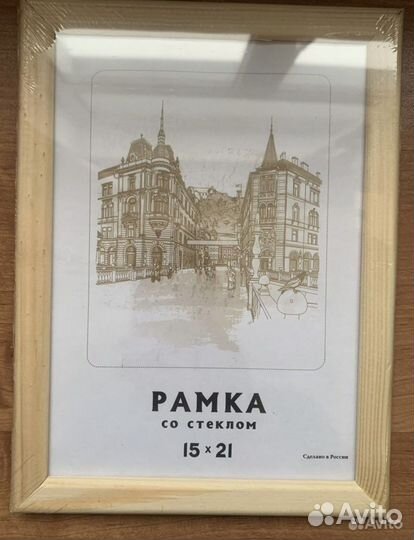 РАМКА
со стеклом
15 x 21
Сделано в России
Avito